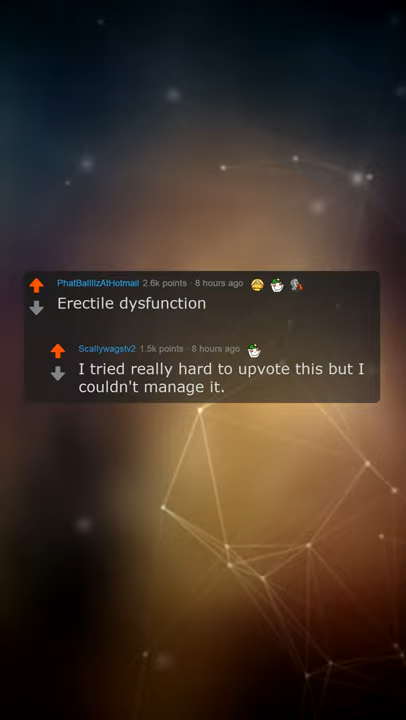 PhatBallllzAtHotmail 2.6k points · 8 hours ago
Erectile dysfunction
Scallywagstv2 1.5k points · 8 hours ago
I tried really hard to upvote this but I
couldn't manage it.